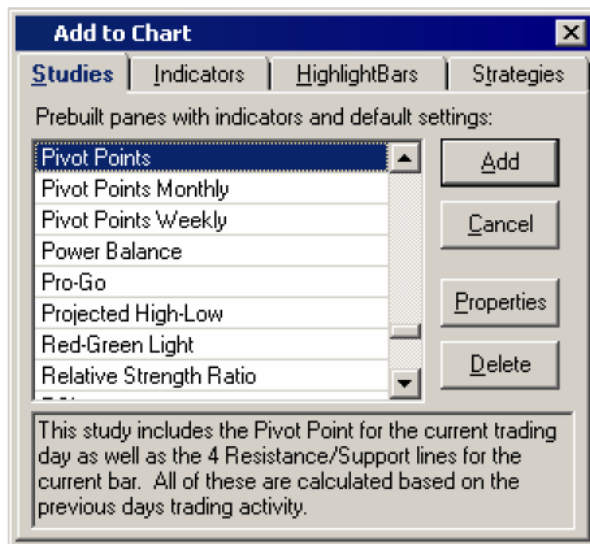 Add to Chart
Studies Indicators HighlightBars Strategies
Prebuilt panes with indicators and default settings:
Pivot Points
Pivot Points Monthly
Pivot Points Weekly
Power Balance
Pro-Go
Projected High-Low
Red-Green Light
Relative Strength Ratio
Add
Cancel
Properties
Delete
This study includes the Pivot Point for the current trading
day as well as the 4 Resistance/Support lines for the
current bar. All of these are calculated based on the
previous days trading activity.